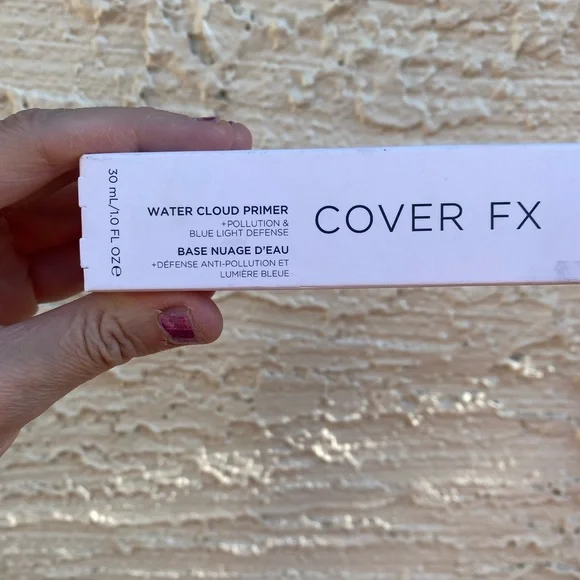 30 mL/1.0 FL OZ ℮
WATER CLOUD PRIMER
+POLLUTION &
BLUE LIGHT DEFENSE
BASE NUAGE D'EAU
+DÉFENSE ANTI-POLLUTION ET
LUMIÈRE BLEUE
COVER FX